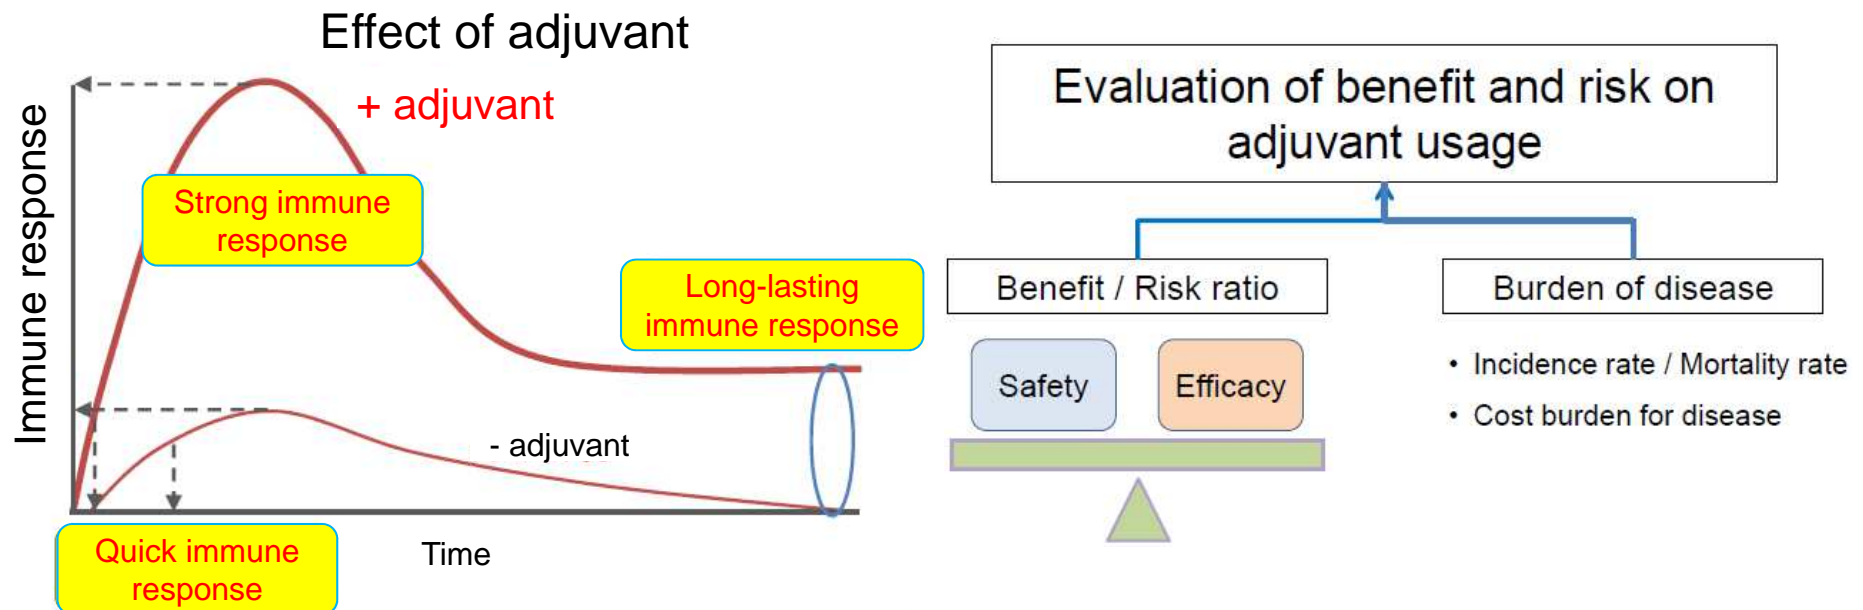 Effect of adjuvant
+ adjuvant
Immune response
Strong immune
response
Long-lasting
immune response
- adjuvant
Quick immune
response
Time
Evaluation of benefit and risk on
adjuvant usage
Benefit / Risk ratio
Burden of disease
Safety
Efficacy
• Incidence rate / Mortality rate
• Cost burden for disease